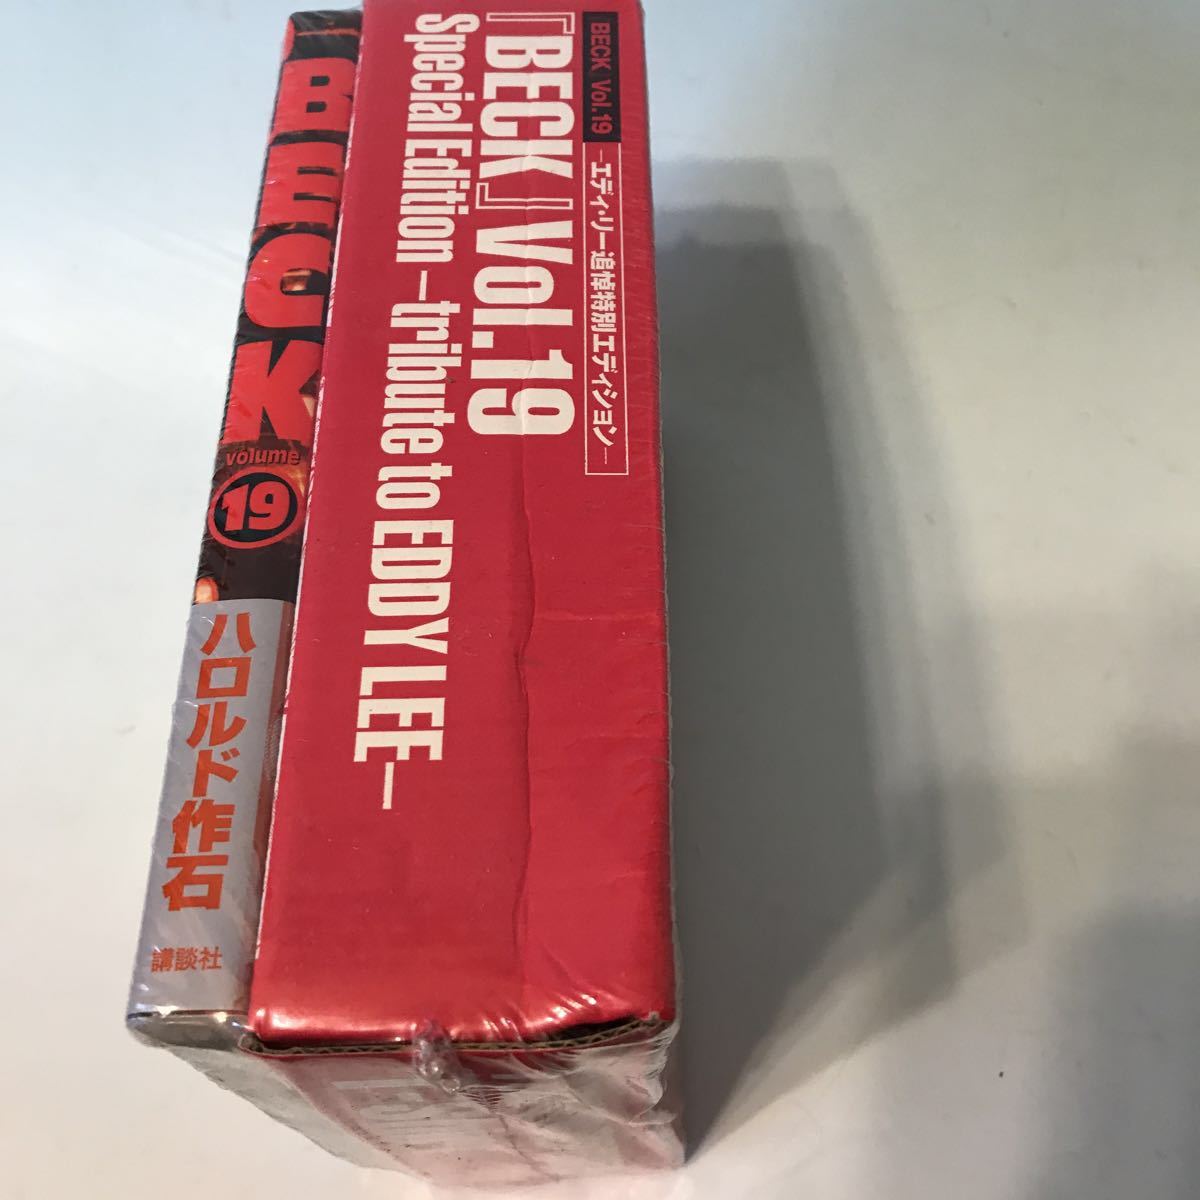 BECK
volume
19
ハロルド作石
講談社
『BECK』Vol.19
―エディ・リー追悼特別エディション―
『BECK』Vol.19
Special Edition ―tribute to EDDY LEE―